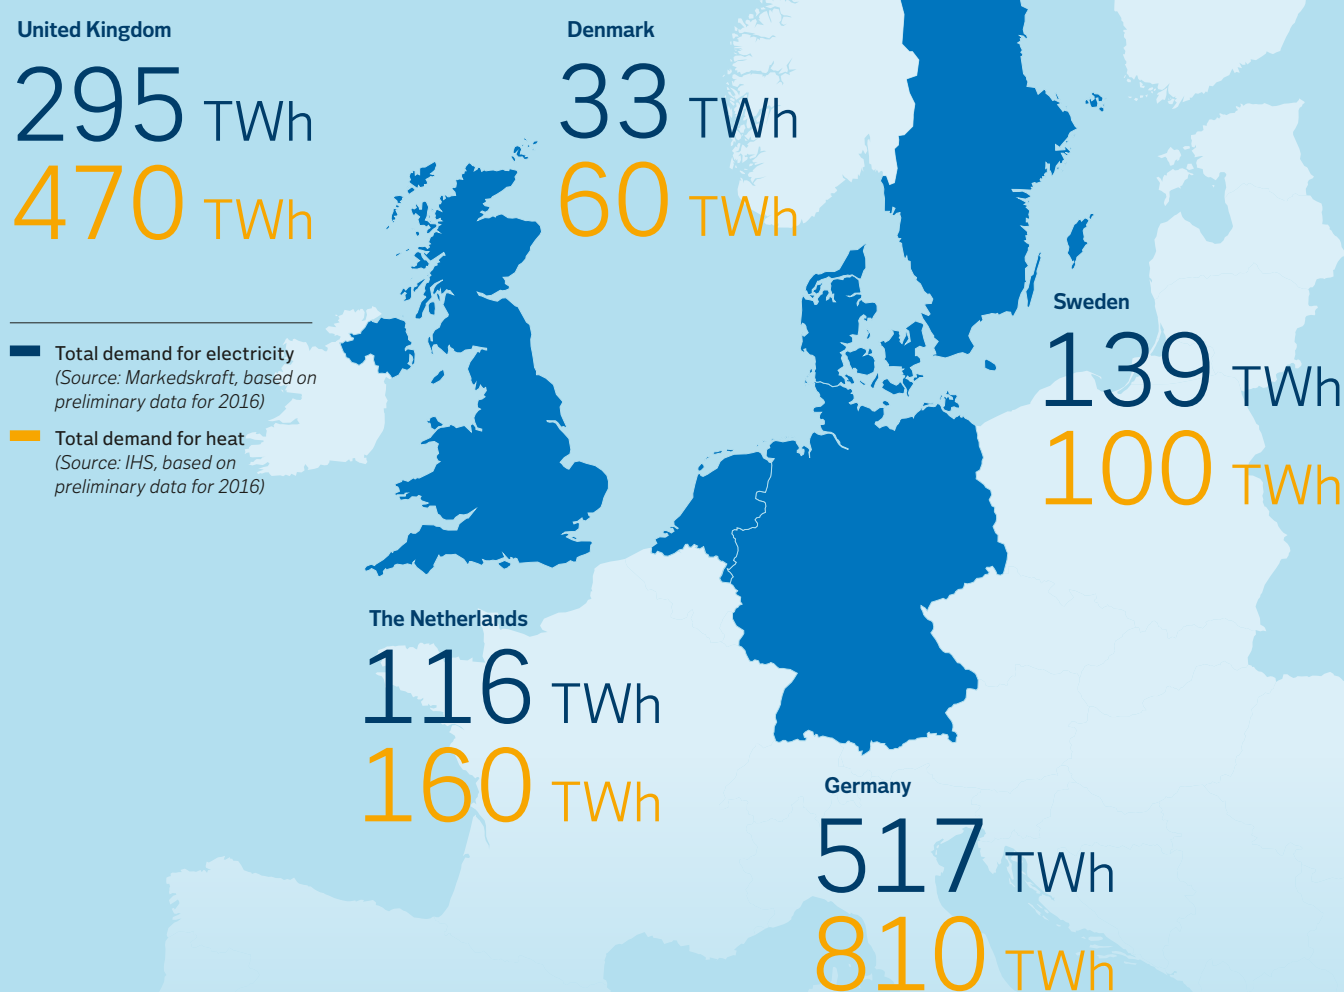 United Kingdom
295 TWh
470 TWh
Denmark
33 TWh
60 TWh
Total demand for electricity
(Source: Markedskraft, based on
preliminary data for 2016)
Total demand for heat
(Source: IHS, based on
preliminary data for 2016)
Sweden
139 TWh
100 TWh
The Netherlands
116 TWh
160 TWh
Germany
517 TWh
810 TWh